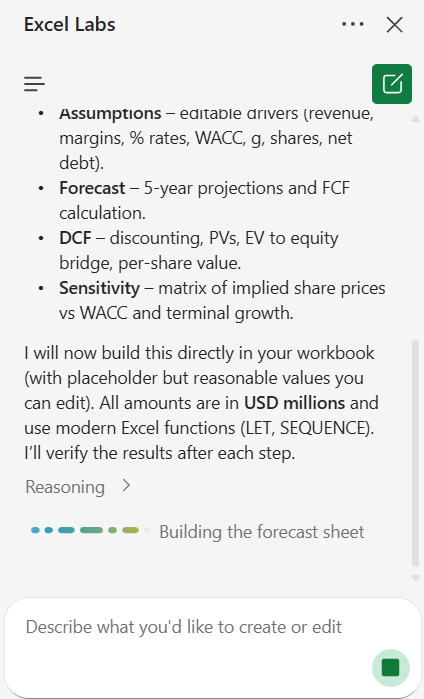 Excel Labs
• Assumptions – editable drivers (revenue,
margins, % rates, WACC, g, shares, net
debt).
• Forecast – 5-year projections and FCF
calculation.
• DCF – discounting, PVs, EV to equity
bridge, per-share value.
• Sensitivity – matrix of implied share prices
vs WACC and terminal growth.
I will now build this directly in your workbook
(with placeholder but reasonable values you
can edit). All amounts are in USD millions and
use modern Excel functions (LET, SEQUENCE).
I’ll verify the results after each step.
Reasoning
Building the forecast sheet
Describe what you'd like to create or edit